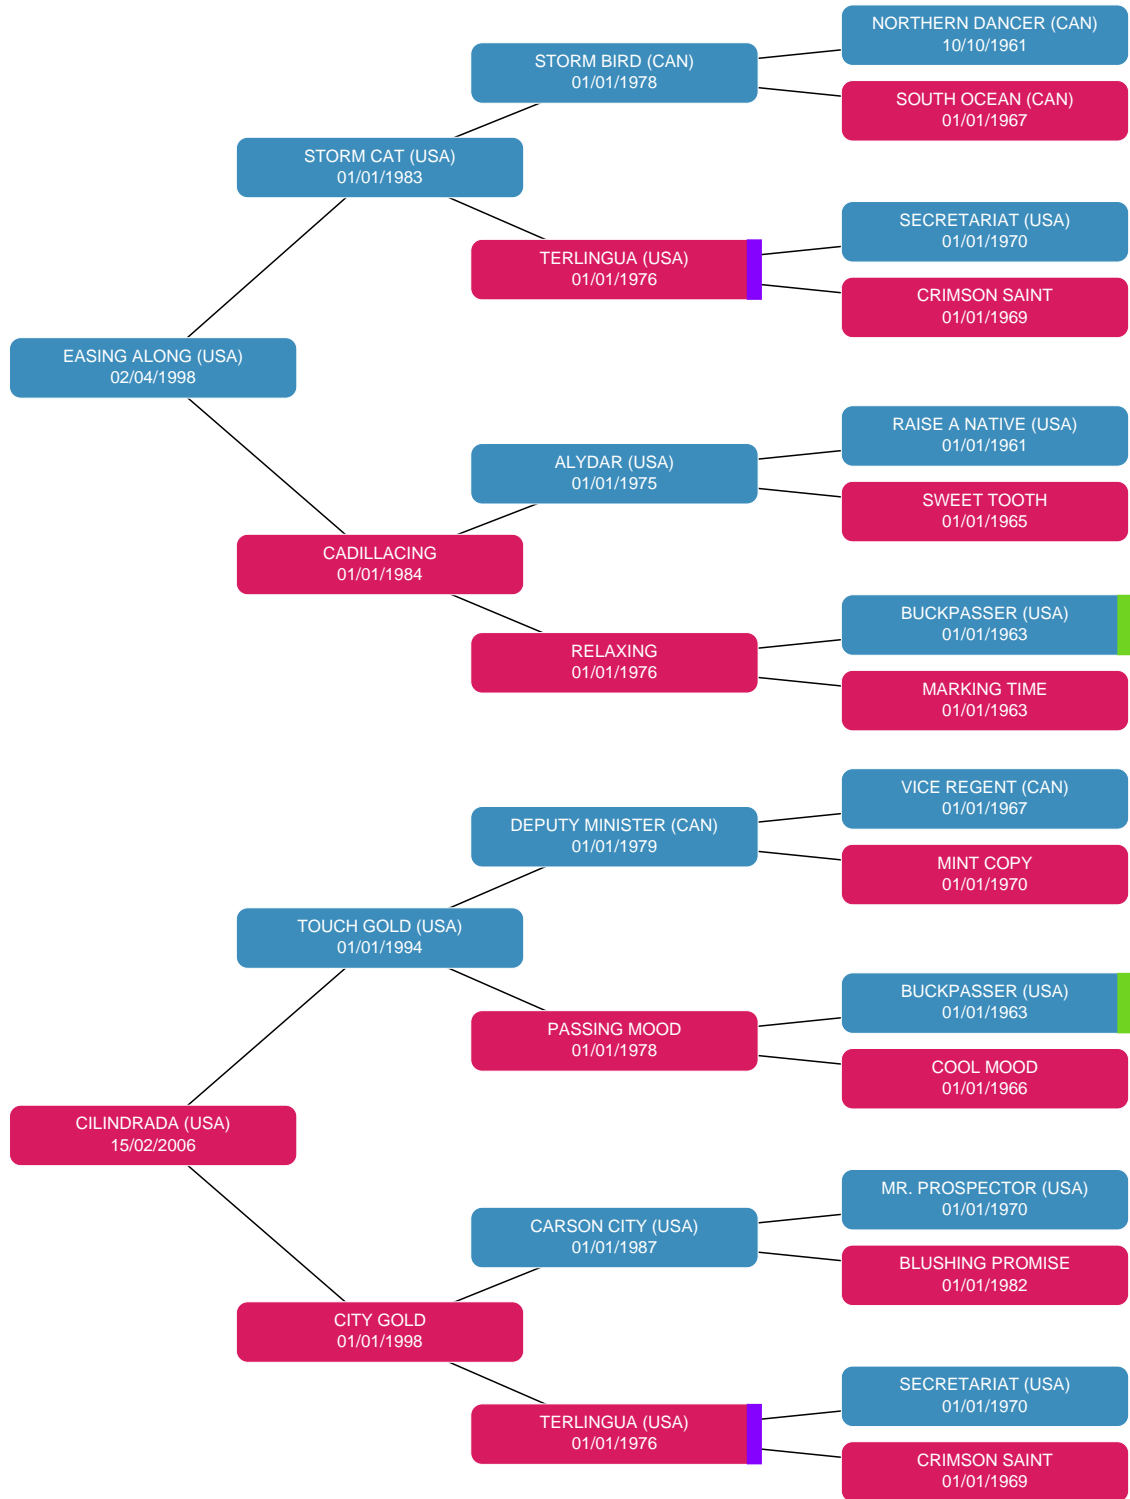 NORTHERN DANCER (CAN)
10/10/1961
STORM BIRD (CAN)
01/01/1978
SOUTH OCEAN (CAN)
01/01/1967
STORM CAT (USA)
01/01/1983
SECRETARIAT (USA)
01/01/1970
TERLINGUA (USA)
01/01/1976
CRIMSON SAINT
01/01/1969
EASING ALONG (USA)
02/04/1998
RAISE A NATIVE (USA)
01/01/1961
ALYDAR (USA)
01/01/1975
SWEET TOOTH
01/01/1965
CADILLACING
01/01/1984
BUCKPASSER (USA)
01/01/1963
RELAXING
01/01/1976
MARKING TIME
01/01/1963
VICE REGENT (CAN)
01/01/1967
DEPUTY MINISTER (CAN)
01/01/1979
MINT COPY
01/01/1970
TOUCH GOLD (USA)
01/01/1994
BUCKPASSER (USA)
01/01/1963
PASSING MOOD
01/01/1978
COOL MOOD
01/01/1966
CILINDRADA (USA)
15/02/2006
MR. PROSPECTOR (USA)
01/01/1970
CARSON CITY (USA)
01/01/1987
BLUSHING PROMISE
01/01/1982
CITY GOLD
01/01/1998
SECRETARIAT (USA)
01/01/1970
TERLINGUA (USA)
01/01/1976
CRIMSON SAINT
01/01/1969